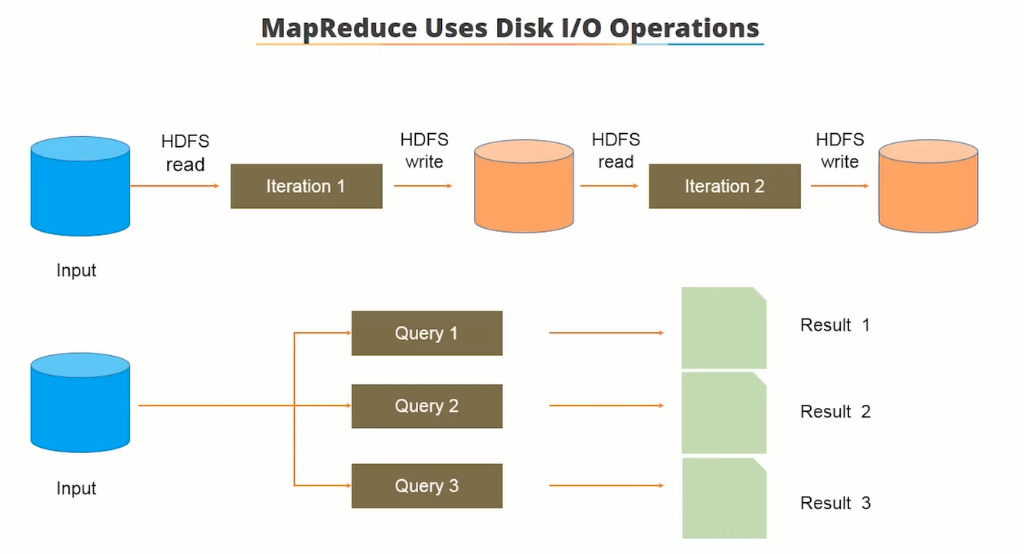 MapReduce Uses Disk I/O Operations
HDFS
read
HDFS
write
HDFS
read
HDFS
write
Iteration 1
Iteration 2
Input
Query 1
Result 1
Query 2
Result 2
Query 3
Input
Result 3